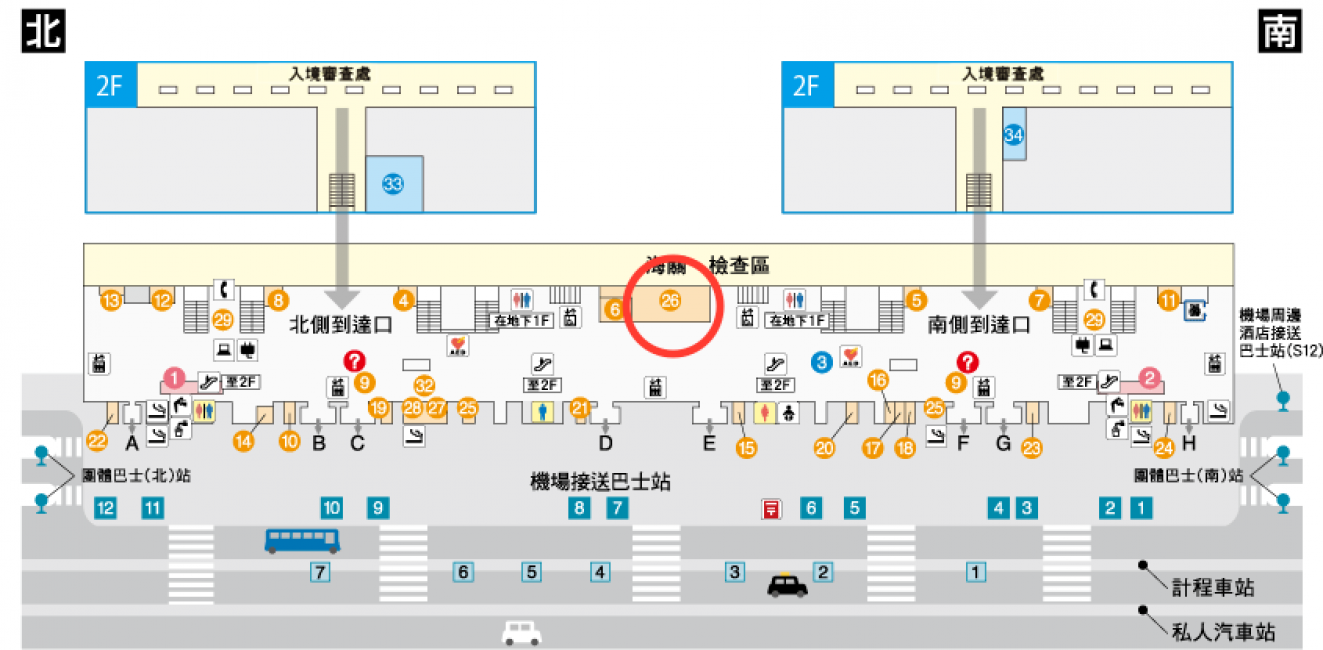 北
南
2F
入境審查處
33
2F
入境審查處
34
海關 檢查區
13
12
8
4
6
26
5
7
11
29
北側到達口
在地下1F
在地下1F
南側到達口
29
機場周邊
酒店接送
巴士站(S12)
AED
3
AED
?
9
?
9
1
至2F
32
至2F
至2F
16
至2F
2
22
A
14
10
B
C
19
28
27
25
21
D
E
15
20
17
18
25
F
G
23
24
H
團體巴士(北)站
機場接送巴士站
團體巴士(南)站
12
11
10
9
8
7
6
5
4
3
2
1
7
6
5
4
3
2
1
計程車站
私人汽車站